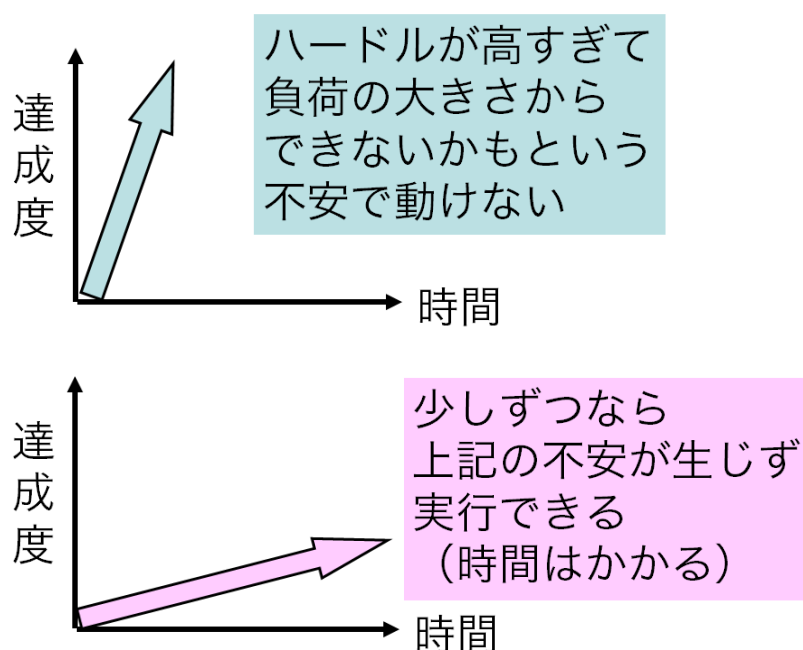 ハードルが高すぎて
負荷の大きさから
できないかもという
不安で動けない
達成度
時間
少しずつなら
上記の不安が生じず
実行できる
（時間はかかる）
達成度
時間